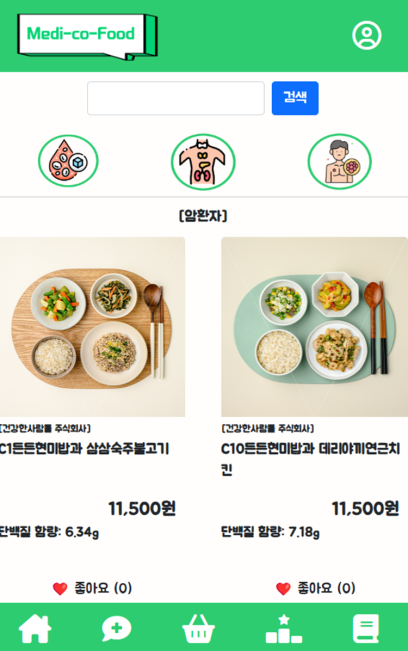 Medi-co-Food
검색
[암환자]
[건강한사람들 주식회사]
C1든든현미밥과 삼삼숙주불고기
11,500원
단백질 함량: 6.34g
좋아요 (0)
[건강한사람들 주식회사]
C10든든현미밥과 데리야끼연근치
킨
11,500원
단백질 함량: 7.18g
좋아요 (0)